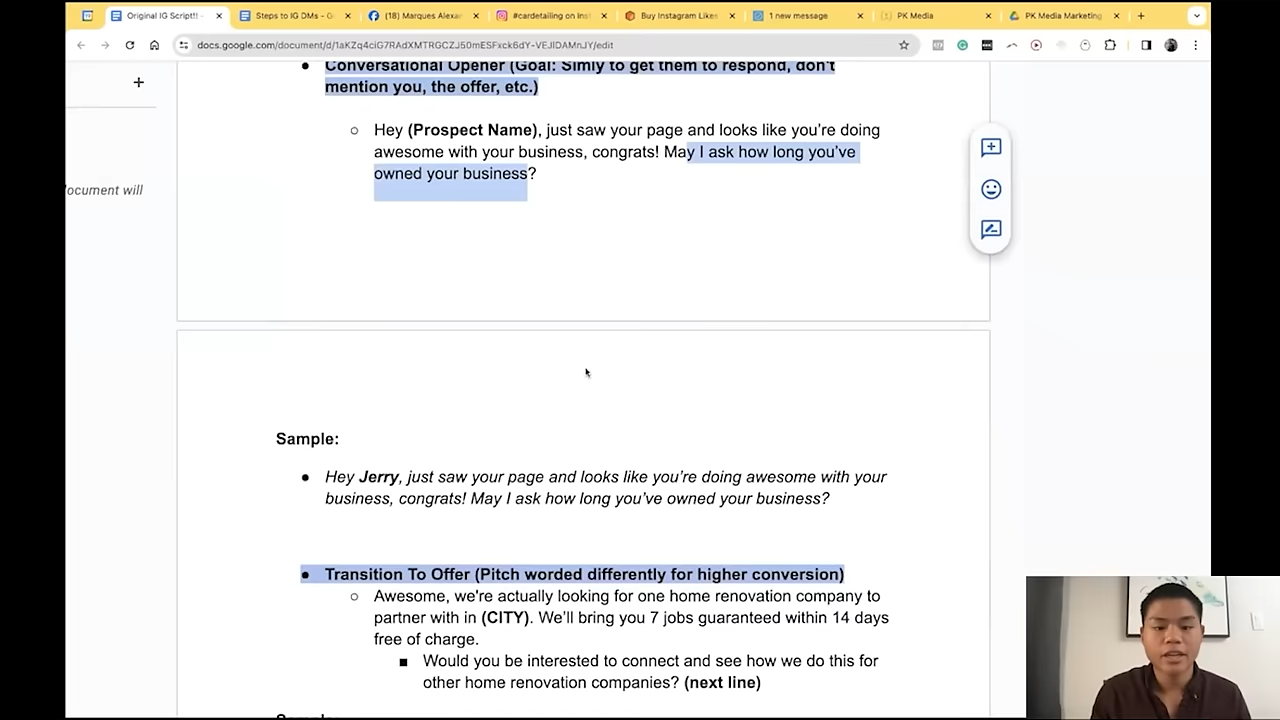 Original IG Script!! -
Steps to IG DMs - G
(18) Marques Alexan
#cardetailing on Inst
Buy Instagram Likes
1 new message
PK Media
PK Media Marketing
docs.google.com/document/d/1aKZq4ciG7RAdXMTRGCZJ50mESFxck6dY-VEJlDAMnJY/edit
Conversational Opener (Goal: Simly to get them to respond, don't
mention you, the offer, etc.)
Hey (Prospect Name), just saw your page and looks like you're doing
awesome with your business, congrats! May I ask how long you've
owned your business?
ocument will
Sample:
Hey Jerry, just saw your page and looks like you're doing awesome with your
business, congrats! May I ask how long you've owned your business?
Transition To Offer (Pitch worded differently for higher conversion)
Awesome, we're actually looking for one home renovation company to
partner with in (CITY). We'll bring you 7 jobs guaranteed within 14 days
free of charge.
Would you be interested to connect and see how we do this for
other home renovation companies? (next line)